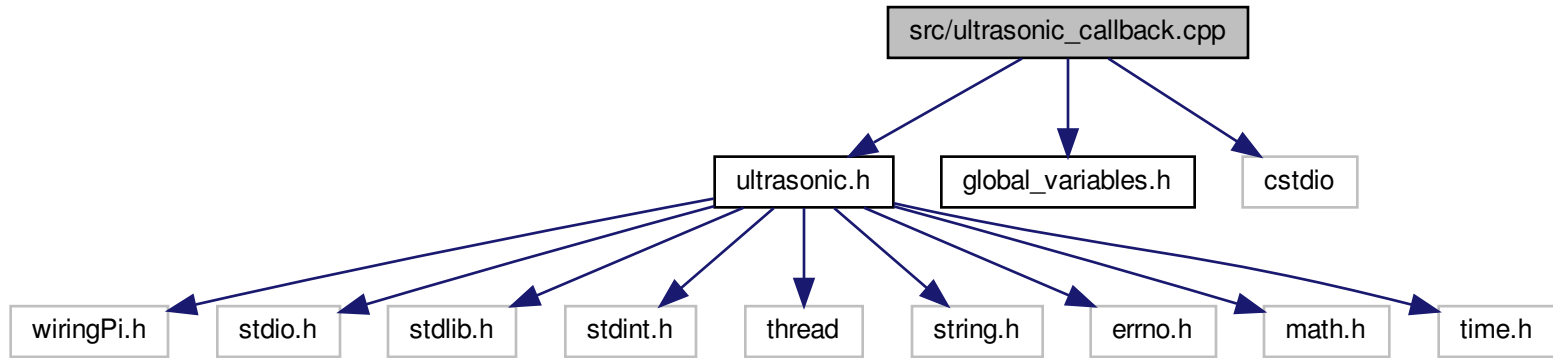 src/ultrasonic_callback.cpp
ultrasonic.h
global_variables.h
cstdio
wiringPi.h
stdio.h
stdlib.h
stdint.h
thread
string.h
errno.h
math.h
time.h